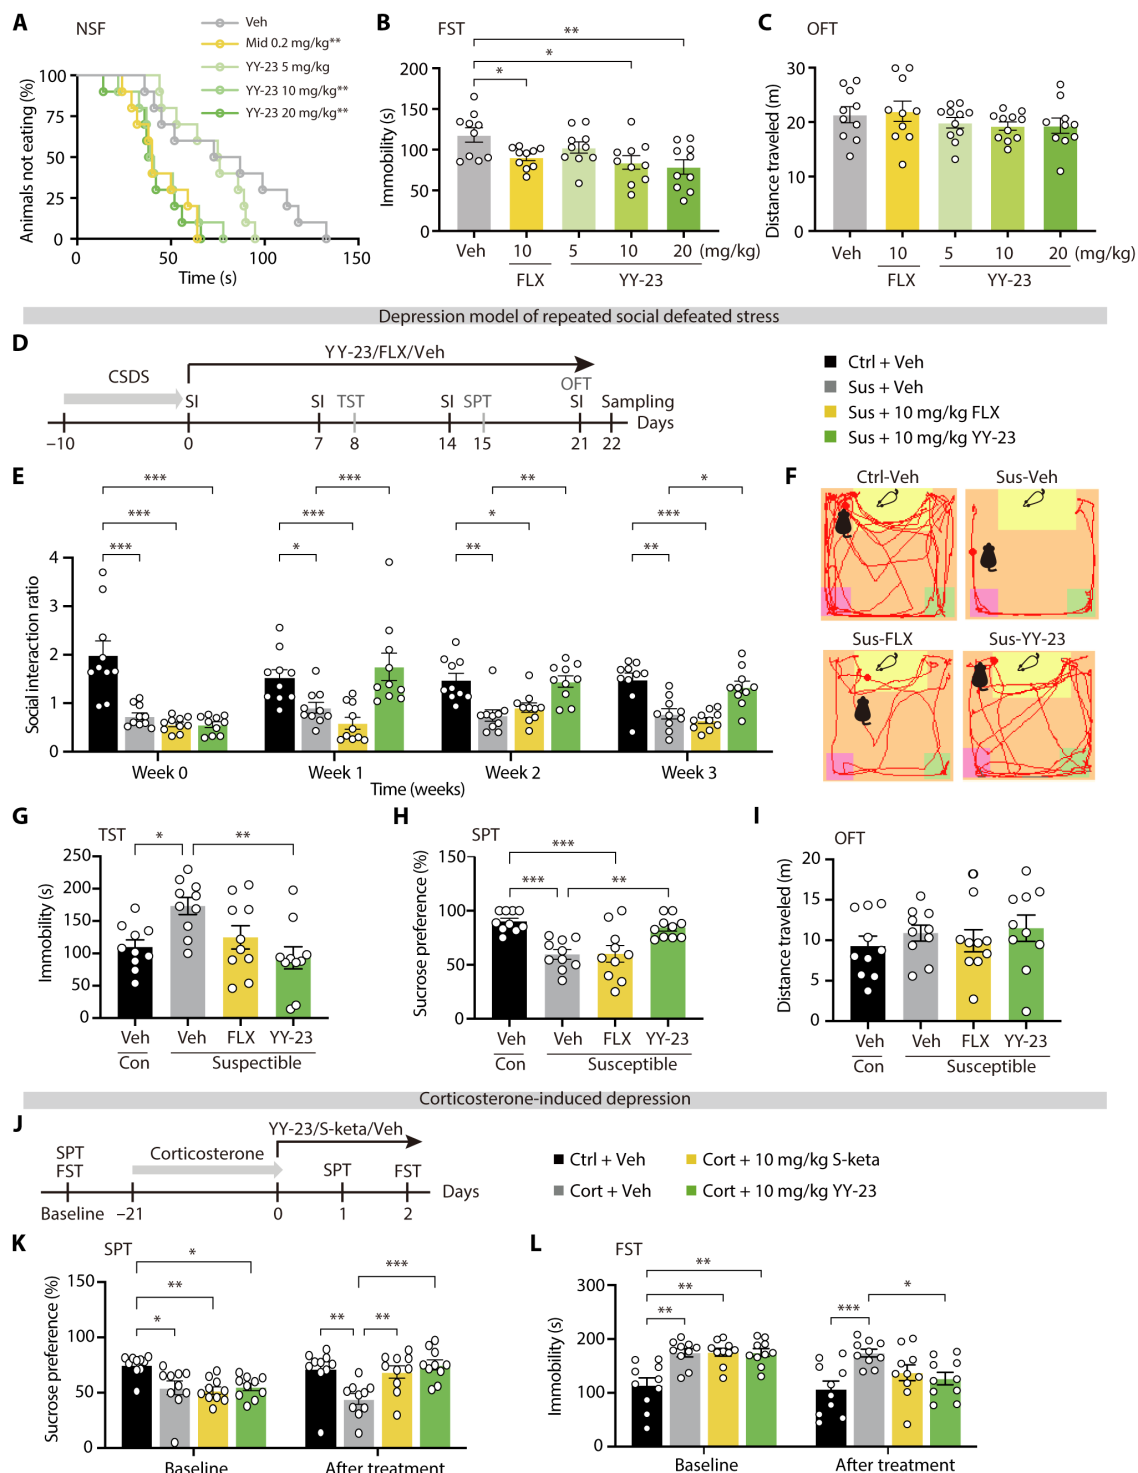 A
NSF
Veh
Mid 0.2 mg/kg**
YY-23 5 mg/kg
YY-23 10 mg/kg**
YY-23 20 mg/kg**
Animals not eating (%)
100
75
50
25
0
0
50
100
150
Time (s)
B
FST
**
*
*
Immobility (s)
200
150
100
50
0
Veh
10
5
10
20
(mg/kg)
FLX
YY-23
C
OFT
Distance traveled (m)
30
20
10
0
Veh
10
5
10
20
(mg/kg)
FLX
YY-23
Depression model of repeated social defeated stress
D
YY-23/FLX/Veh
CSDS
OFT
SI
SI
TST
SI
SPT
SI
Sampling
Days
−10
0
7
8
14
15
21
22
Ctrl + Veh
Sus + Veh
Sus + 10 mg/kg FLX
Sus + 10 mg/kg YY-23
E
***
***
***
***
***
*
**
*
**
*
***
**
Social interaction ratio
4
3
2
1
0
Week 0
Week 1
Week 2
Week 3
Time (weeks)
F
Ctrl-Veh
Sus-Veh
Sus-FLX
Sus-YY-23
G
TST
*
**
Immobility (s)
250
200
150
100
50
0
Veh
Veh
FLX
YY-23
Con
Suspectible
H
SPT
***
***
**
Sucrose preference (%)
150
100
50
0
Veh
Veh
FLX
YY-23
Con
Susceptible
I
OFT
Distance traveled (m)
20
15
10
5
0
Veh
Veh
FLX
YY-23
Con
Susceptible
Corticosterone-induced depression
J
YY-23/S-keta/Veh
SPT
FST
Corticosterone
SPT
FST
Days
Baseline
−21
0
1
2
Ctrl + Veh
Cort + Veh
Cort + 10 mg/kg S-keta
Cort + 10 mg/kg YY-23
K
SPT
*
**
*
***
**
**
Sucrose preference (%)
150
100
50
0
Baseline
After treatment
L
FST
**
**
**
*
***
Immobility (s)
300
200
100
0
Baseline
After treatment